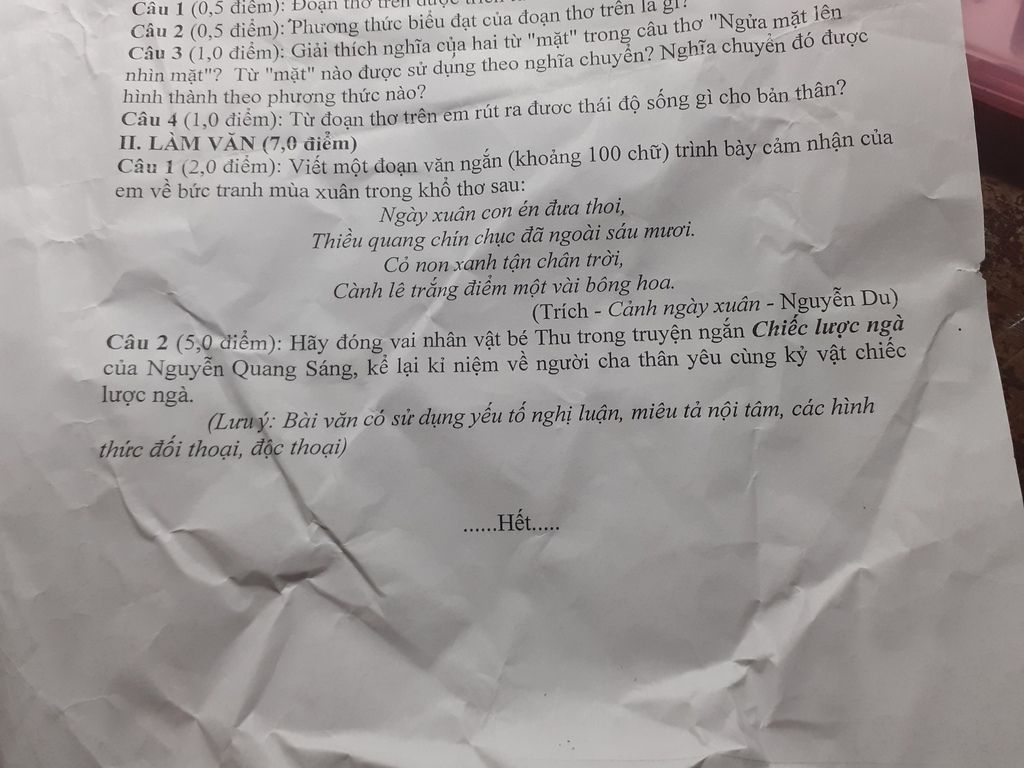 Câu 1 (0,5 điểm): Đoạn thơ trên được
Câu 2 (0,5 điểm): Phương thức biểu đạt của đoạn thơ trên là gì?
Câu 3 (1,0 điểm): Giải thích nghĩa của hai từ "mặt" trong câu thơ "Ngửa mặt lên
nhìn mặt"? Từ "mặt" nào được sử dụng theo nghĩa chuyển? Nghĩa chuyển đó được
hình thành theo phương thức nào?
Câu 4 (1,0 điểm): Từ đoạn thơ trên em rút ra đươc thái độ sống gì cho bản thân?
II. LÀM VĂN (7,0 điểm)
Câu 1 (2,0 điểm): Viết một đoạn văn ngắn (khoảng 100 chữ) trình bày cảm nhận của
em về bức tranh mùa xuân trong khổ thơ sau:
Ngày xuân con én đưa thoi,
Thiều quang chín chục đã ngoài sáu mươi.
Cỏ non xanh tận chân trời,
Cành lê trắng điểm một vài bông hoa.
(Trích - Cảnh ngày xuân - Nguyễn Du)
Câu 2 (5,0 điểm): Hãy đóng vai nhân vật bé Thu trong truyện ngắn Chiếc lược ngà
của Nguyễn Quang Sáng, kể lại kỉ niệm về người cha thân yêu cùng kỷ vật chiếc
lược ngà.
(Lưu ý: Bài văn có sử dụng yếu tố nghị luận, miêu tả nội tâm, các hình
thức đối thoại, độc thoại)
......Hết.....